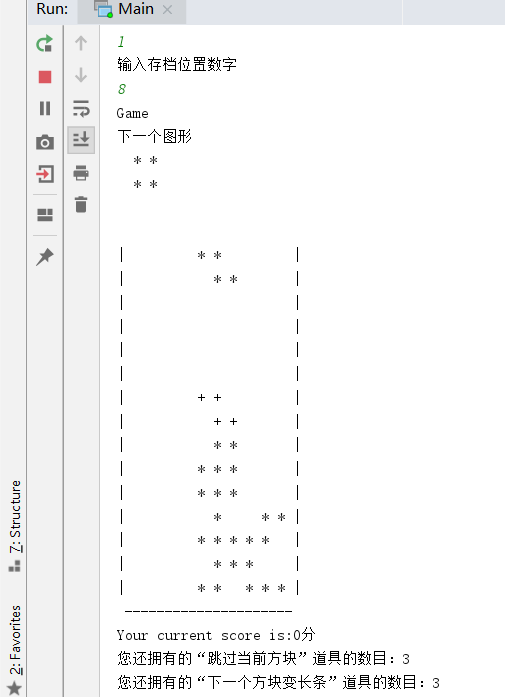 Run: Main ×
1
输入存档位置数字
8
Game
下一个图形
  * *
  * *
|         * *         |
|           * *       |
|                     |
|                     |
|                     |
|                     |
|         + +         |
|           + +       |
|           * *       |
|         * * *       |
|         * * *       |
|           *     * * |
|         * * * * *   |
|           * * *     |
|         * *   * * * |
---------------------
Your current score is:0分
您还拥有的“跳过当前方块”道具的数目：3
您还拥有的“下一个方块变长条”道具的数目：3
7: Structure
2: Favorites